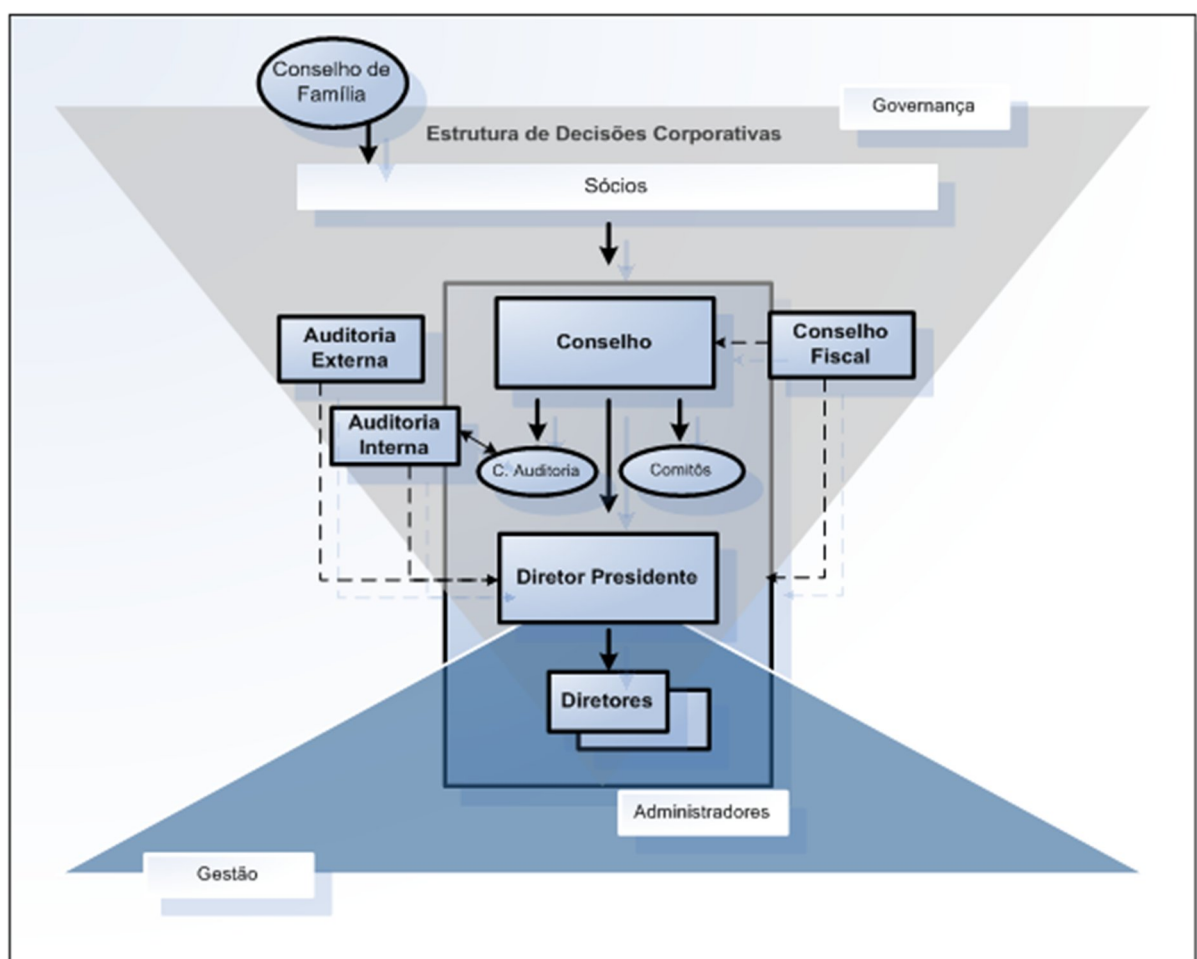 Conselho de
Família
Governança
Estrutura de Decisões Corporativas
Sócios
Auditoria
Externa
Conselho
Conselho
Fiscal
Auditoria
Interna
C. Auditoria
Comitôs
Diretor Presidente
Diretores
Administradores
Gestão